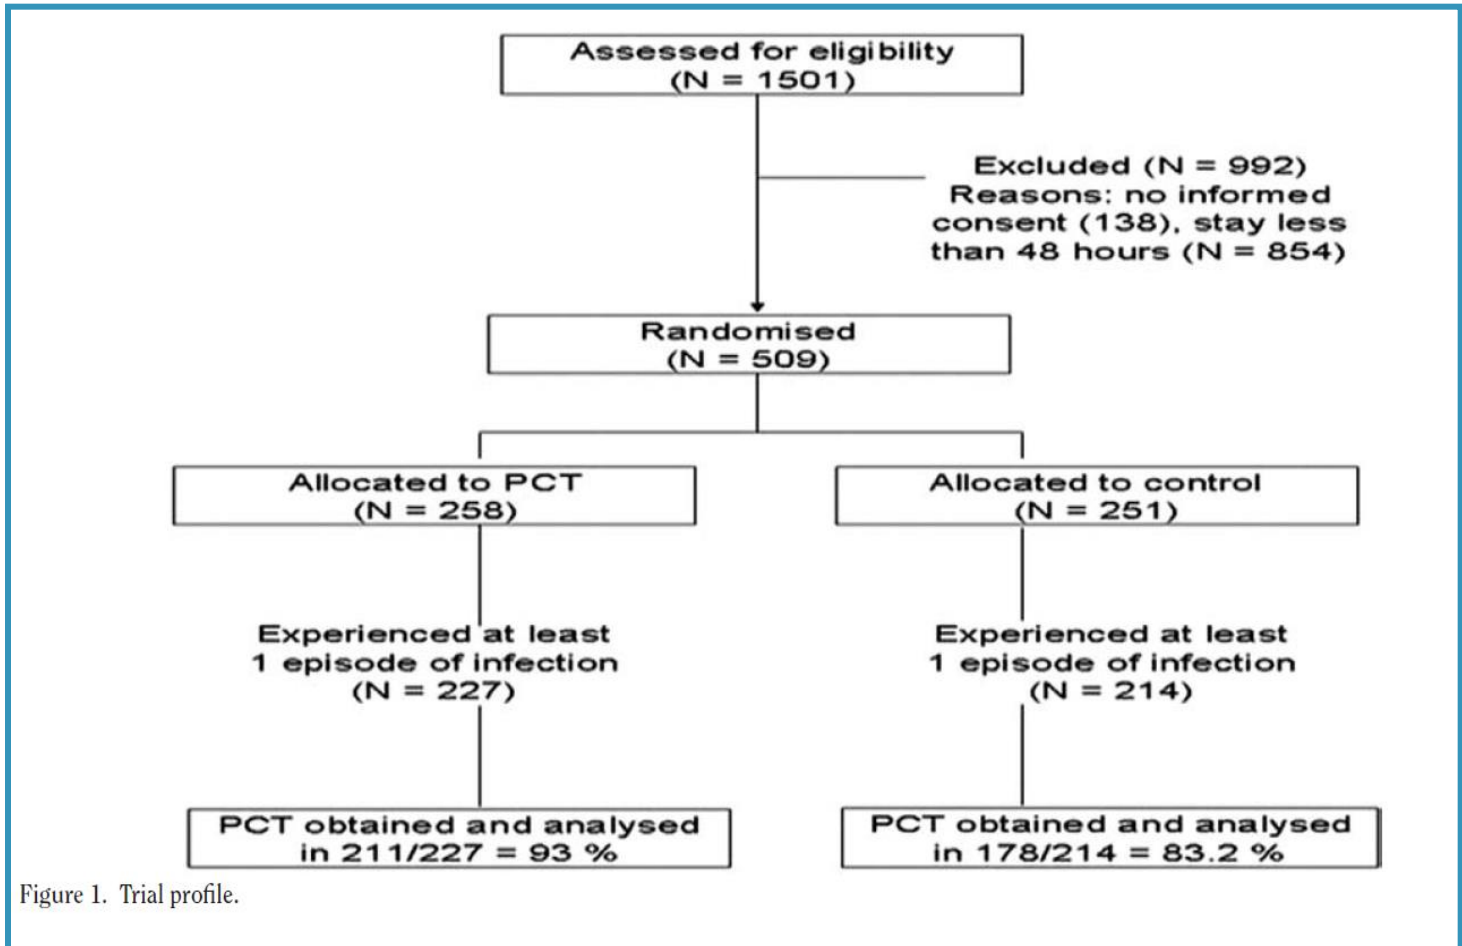 Assessed for eligibility
(N = 1501)
Excluded (N = 992)
Reasons: no informed
consent (138), stay less
than 48 hours (N = 854)
Randomised
(N = 509)
Allocated to PCT
(N = 258)
Allocated to control
(N = 251)
Experienced at least
1 episode of infection
(N = 227)
Experienced at least
1 episode of infection
(N = 214)
PCT obtained and analysed
in 211/227 = 93 %
PCT obtained and analysed
in 178/214 = 83.2 %
Figure 1. Trial profile.